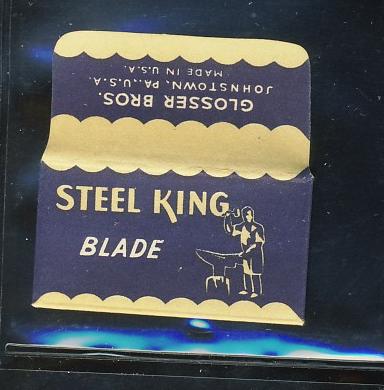 GLOSSER BROS.
JOHNSTOWN, PA., U.S.A.
MADE IN U.S.A.
STEEL KING
BLADE